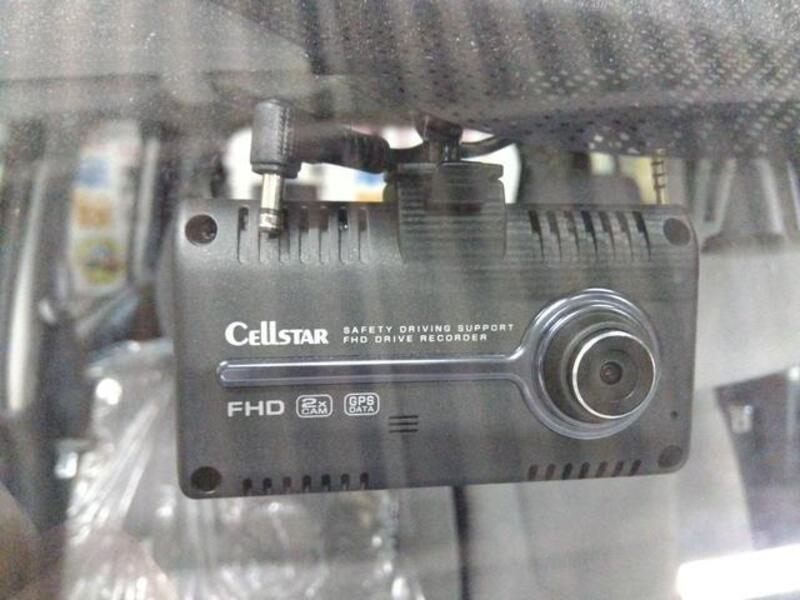 CELLSTAR
SAFETY DRIVING SUPPORT
FHD DRIVE RECORDER
FHD
2x
CAM
GPS
DATA